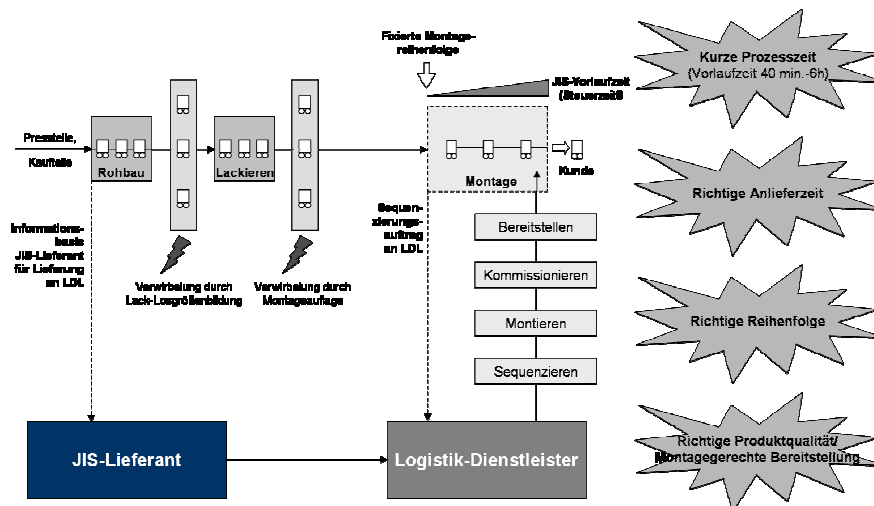 Fixierte Montage-
reihenfolge
JIS-Vorlaufzeit
(Steuerzeit)
Pressteile,
Kaufteile
Rohbau
Lackieren
Montage
Kunde
Informations-
basis
JIS-Lieferant
für Lieferung
an LDL
Verwirbelung durch
Lack-Losgrößenbildung
Verwirbelung durch
Montageauflage
Sequen-
zierungs-
auftrag
an LDL
Bereitstellen
Kommissionieren
Montieren
Sequenzieren
JIS-Lieferant
Logistik-Dienstleister
Kurze Prozesszeit
(Vorlaufzeit 40 min.-6h)
Richtige Anlieferzeit
Richtige Reihenfolge
Richtige Produktqualität/
Montagegerechte Bereitstellung